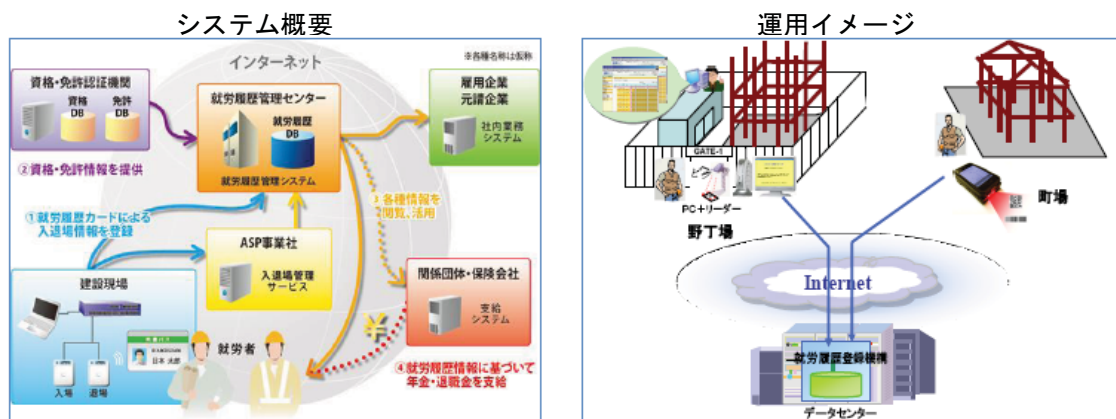 システム概要
インターネット
※各種名称は仮称
資格・免許認証機関
資格
DB
免許
DB
②資格・免許情報を提供
就労履歴管理センター
就労履歴
DB
就労履歴管理システム
雇用企業
元請企業
社内業務
システム
①就労履歴カードによる
入退場情報を登録
③各種情報を
閲覧、活用
ASP事業社
入退場管理
サービス
関係団体・保険会社
支給
システム
建設現場
日本 太郎
入場
退場
就労者
¥
④就労履歴情報に基づいて
年金・退職金を支給
運用イメージ
GATE-1
PC+リーダー
野丁場
町場
Internet
就労履歴登録機構
データセンター